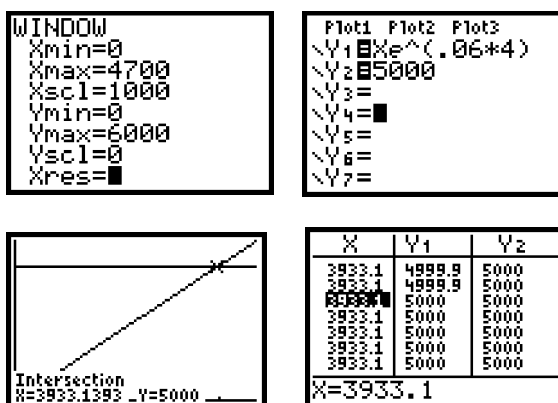 WINDOW
Xmin=0
Xmax=4700
Xscl=1000
Ymin=0
Ymax=6000
Yscl=0
Xres=
Plot1 Plot2 Plot3
\Y1=Xe^(.06*4)
\Y2=5000
\Y3=
\Y4=
\Y5=
\Y6=
\Y7=
Intersection
X=3933.1393 Y=5000
X Y1 Y2
3933.1 4999.9 5000
3933.1 4999.9 5000
3933.1 5000 5000
3933.1 5000 5000
3933.1 5000 5000
3933.1 5000 5000
3933.1 5000 5000
X=3933.1